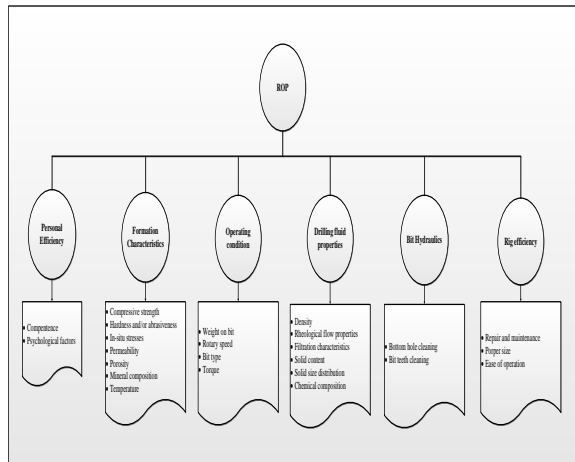 ROP
Personal
Efficiency
Formation
Characteristics
Operating
condition
Drilling fluid
properties
Bit Hydraulics
Rig efficiency
• Compentence
• Psychological factors
• Compressive strength
• Hardness and/or abrasiveness
• In-situ stresses
• Permeability
• Porosity
• Mineral composition
• Temperature
• Weight on bit
• Rotary speed
• Bit type
• Torque
• Density
• Rheological flow properties
• Filtration characteristics
• Solid content
• Solid size distribution
• Chemical composition
• Bottom hole cleaning
• Bit teeth cleaning
• Repair and maintenance
• Porper size
• Ease of operation